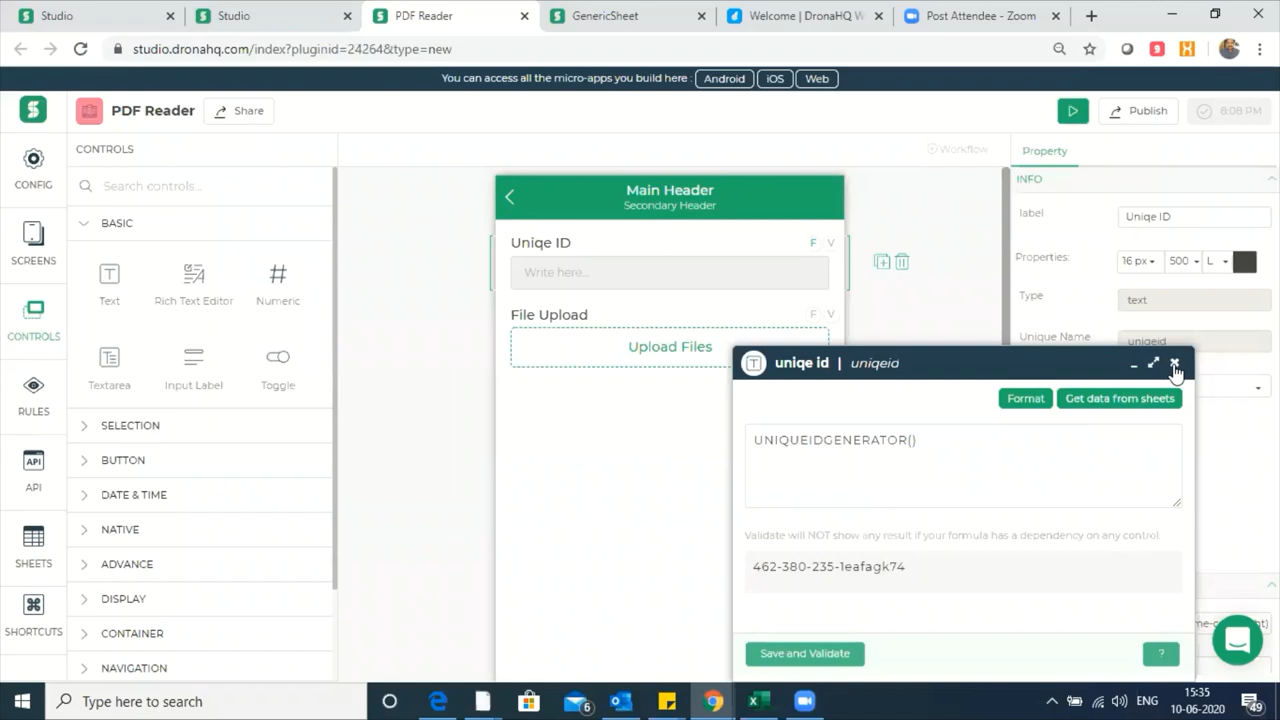 Studio
Studio
PDF Reader
GenericSheet
Welcome | DronaHQ W
Post Attendee - Zoom
studio.dronahq.com/index?pluginid=24264&type=new
You can access all the micro-apps you build here :
Android
iOS
Web
PDF Reader
Share
Publish
8:08 PM
CONFIG
SCREENS
CONTROLS
RULES
API
API
SHEETS
SHORTCUTS
CONTROLS
Search controls...
BASIC
Text
Rich Text Editor
Numeric
Textarea
Input Label
Toggle
SELECTION
BUTTON
DATE & TIME
NATIVE
ADVANCE
DISPLAY
CONTAINER
NAVIGATION
Workflow
Main Header
Secondary Header
Uniqe ID
F V
Write here...
File Upload
F V
Upload Files
Property
INFO
label
Uniqe ID
Properties:
16 px
500
L
Type
text
Unique Name
uniqeid
uniqe id | uniqeid
Format
Get data from sheets
UNIQUEIDGENERATOR()
Validate will NOT show any result if your formula has a dependency on any control
462-380-235-1eafagk74
Save and Validate
?
Type here to search
6
ENG
15:35
10-06-2020
49